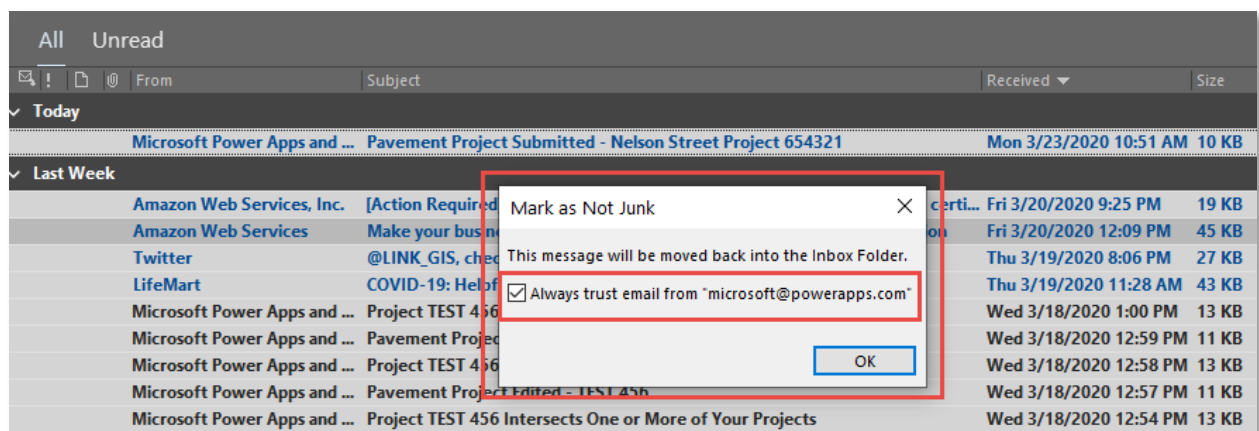 All Unread
! From Subject Received Size
Today
Microsoft Power Apps and ... Pavement Project Submitted - Nelson Street Project 654321 Mon 3/23/2020 10:51 AM 10 KB
Last Week
Amazon Web Services, Inc. [Action Required certi... Fri 3/20/2020 9:25 PM 19 KB
Amazon Web Services Make your busine on Fri 3/20/2020 12:09 PM 45 KB
Twitter @LINK_GIS, chec Thu 3/19/2020 8:06 PM 27 KB
LifeMart COVID-19: Helpf Thu 3/19/2020 11:28 AM 43 KB
Microsoft Power Apps and ... Project TEST 456 Wed 3/18/2020 1:00 PM 13 KB
Microsoft Power Apps and ... Pavement Projec Wed 3/18/2020 12:59 PM 11 KB
Microsoft Power Apps and ... Project TEST 456 Wed 3/18/2020 12:58 PM 13 KB
Microsoft Power Apps and ... Pavement Project Edited - TEST 456 Wed 3/18/2020 12:57 PM 11 KB
Microsoft Power Apps and ... Project TEST 456 Intersects One or More of Your Projects Wed 3/18/2020 12:54 PM 13 KB
Mark as Not Junk
This message will be moved back into the Inbox Folder.
Always trust email from "microsoft@powerapps.com"
OK